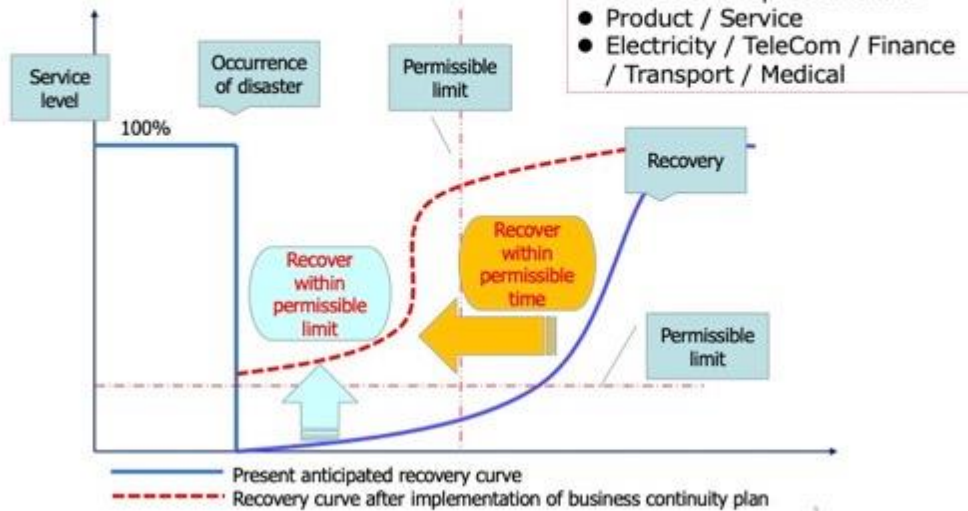 ● Product / Service
● Electricity / TeleCom / Finance
/ Transport / Medical
Service
level
Occurrence
of disaster
Permissible
limit
100%
Recovery
Recover
within
permissible
limit
Recover
within
permissible
time
Permissible
limit
Present anticipated recovery curve
Recovery curve after implementation of business continuity plan